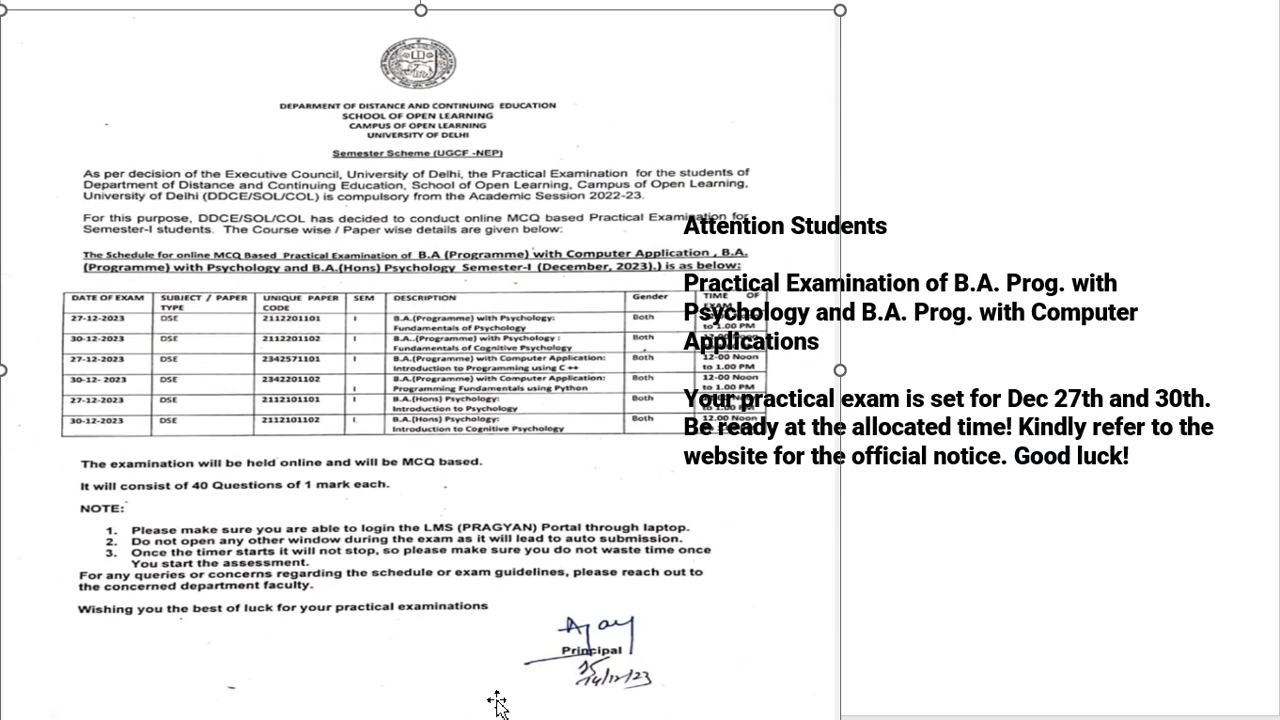 DEPARMENT OF DISTANCE AND CONTINUING EDUCATION
SCHOOL OF OPEN LEARNING
CAMPUS OF OPEN LEARNING
UNIVERSITY OF DELHI
Semester Scheme (UGCF -NEP)
As per decision of the Executive Council, University of Delhi, the Practical Examination for the students of
Department of Distance and Continuing Education, School of Open Learning, Campus of Open Learning,
University of Delhi (DDCE/SOL/COL) is compulsory from the Academic Session 2022-23.
For this purpose, DDCE/SOL/COL has decided to conduct online MCQ based Practical Examination for
Semester-I students. The Course wise / Paper wise details are given below:
The Schedule for online MCQ Based Practical Examination of B.A (Programme) with Computer Application , B.A.
(Programme) with Psychology and B.A.(Hons) Psychology Semester-I (December, 2023).) is as below:
DATE OF EXAM SUBJECT / PAPER TYPE UNIQUE PAPER CODE SEM DESCRIPTION Gender TIME OF
27-12-2023 DSE 2112201101 I B.A.(Programme) with Psychology: Both
Fundamentals of Psychology to 1.00 PM
30-12-2023 DSE 2112202101 I B.A..(Programme) with Psychology : Both
Fundamentals of Cognitive Psychology
27-12-2023 DSE 2342571101 I B.A.(Programme) with Computer Application: Both 12-00 Noon
Introduction to Programming using C ++ to 1.00 PM
30-12- 2023 DSE 2342201102 I B.A.(Programme) with Computer Application: Both 12-00 Noon
Programming Fundamentals using Python to 1.00 PM
27-12-2023 DSE 2112101101 I B.A.(Hons) Psychology: Both
Introduction to Psychology
30-12-2023 DSE 2112101102 I B.A.(Hons) Psychology: Both 12.00 Noon
Introduction to Cognitive Psychology
The examination will be held online and will be MCQ based.
It will consist of 40 Questions of 1 mark each.
NOTE:
1. Please make sure you are able to login the LMS (PRAGYAN) Portal through laptop.
2. Do not open any other window during the exam as it will lead to auto submission.
3. Once the timer starts it will not stop, so please make sure you do not waste time once
You start the assessment.
For any queries or concerns regarding the schedule or exam guidelines, please reach out to
the concerned department faculty.
Wishing you the best of luck for your practical examinations
Ajay
Principal
Attention Students
Practical Examination of B.A. Prog. with
Psychology and B.A. Prog. with Computer
Applications
Your practical exam is set for Dec 27th and 30th.
Be ready at the allocated time! Kindly refer to the
website for the official notice. Good luck!